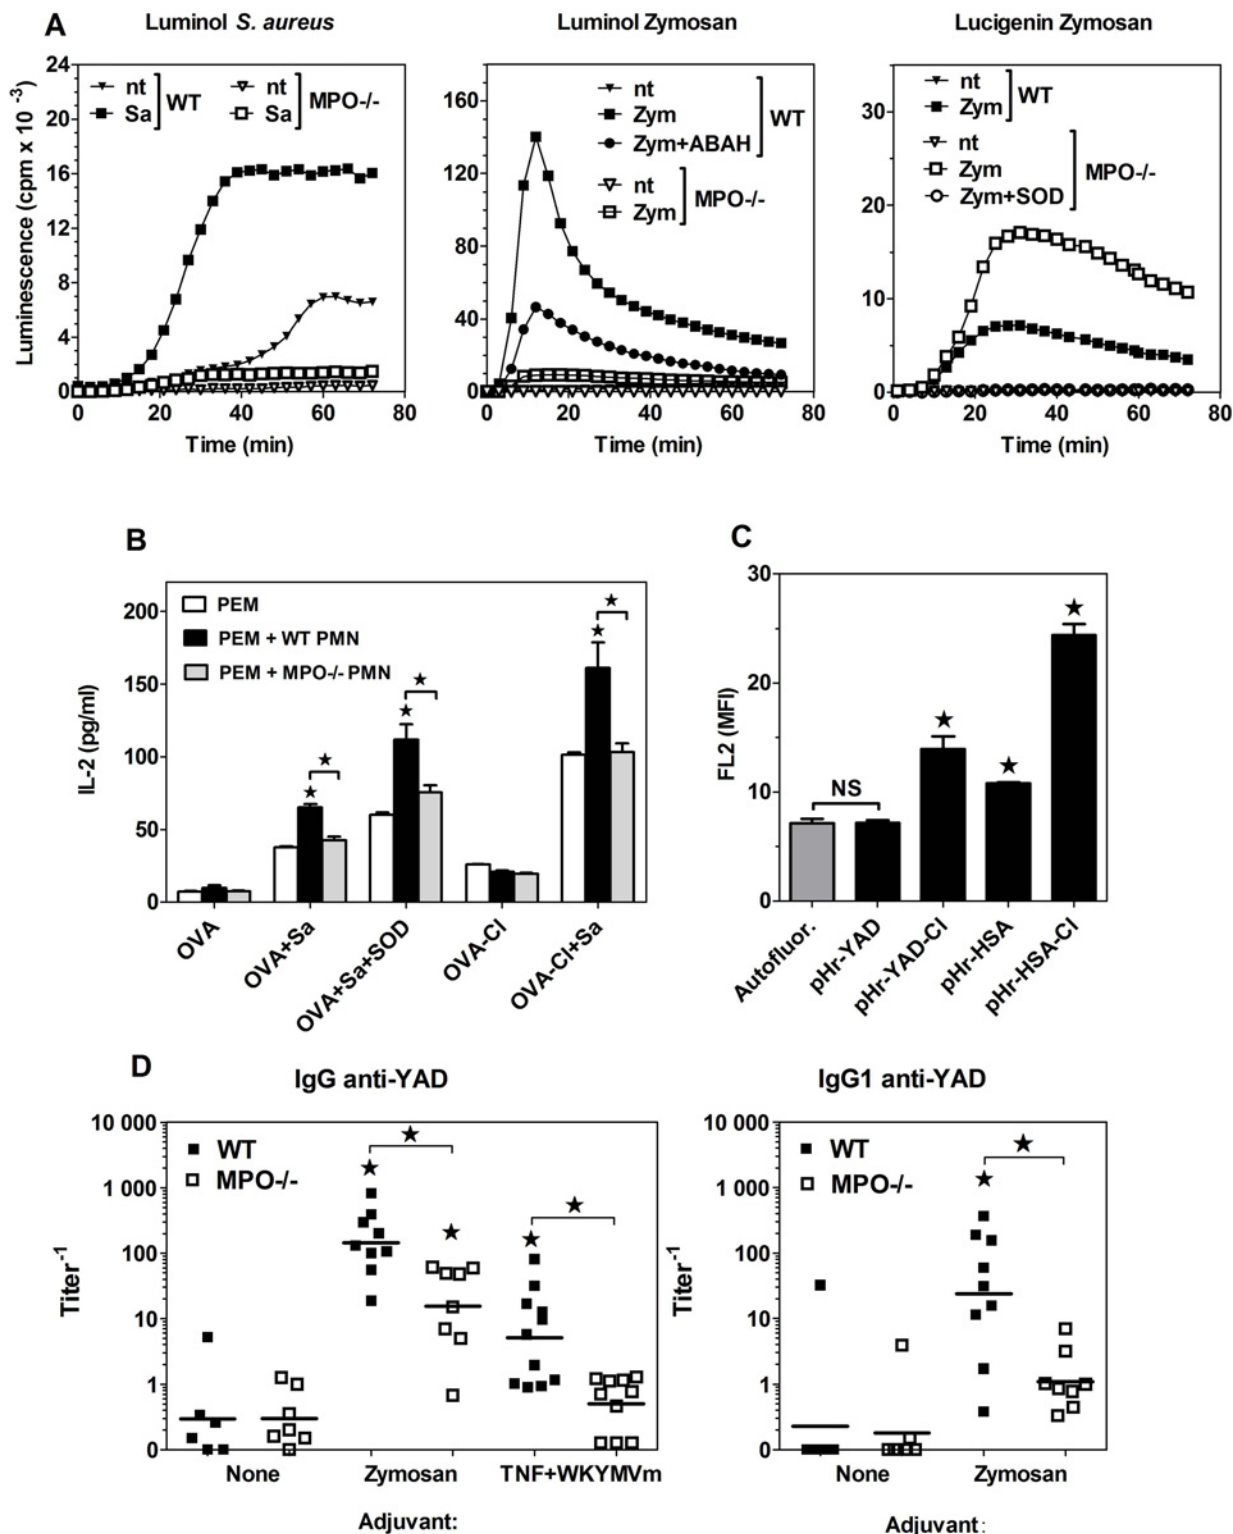 A
Luminol S. aureus
Luminol Zymosan
Lucigenin Zymosan
Luminescence (cpm x 10 -3)
24
20
16
12
8
4
0
nt
Sa
WT
nt
Sa
MPO-/-
0 20 40 60 80
Time (min)
160
120
80
40
0
nt
Zym
Zym+ABAH
WT
nt
Zym
MPO-/-
0 20 40 60 80
Time (min)
30
20
10
0
nt
Zym
WT
nt
Zym
Zym+SOD
MPO-/-
0 20 40 60 80
Time (min)
B
IL-2 (pg/ml)
200
150
100
50
0
PEM
PEM + WT PMN
PEM + MPO-/- PMN
OVA
OVA+Sa
OVA+Sa+SOD
OVA-Cl
OVA-Cl+Sa
C
FL2 (MFI)
30
20
10
0
NS
Autofluor.
pHr-YAD
pHr-YAD-Cl
pHr-HSA
pHr-HSA-Cl
D
IgG anti-YAD
Titer-1
10 000
1 000
100
10
1
0
WT
MPO-/-
None Zymosan TNF+WKYMVm
Adjuvant:
IgG1 anti-YAD
Titer-1
10 000
1 000
100
10
1
0
WT
MPO-/-
None Zymosan
Adjuvant: